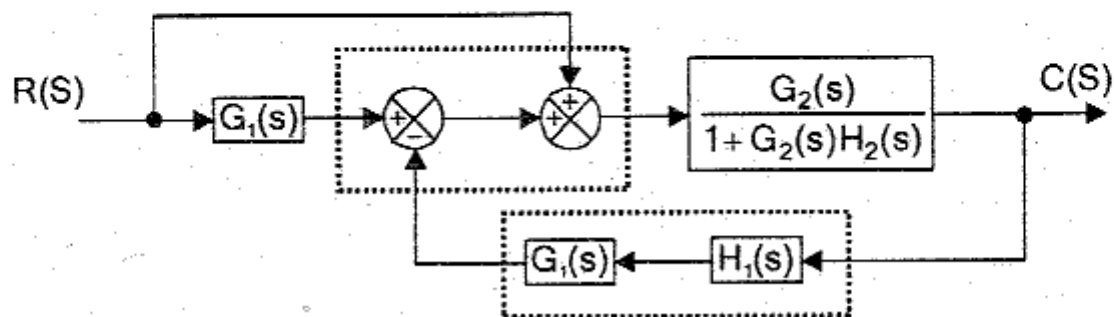 R(S)
G₁(s)
+
−
+
+
G₂(s)
1+G₂(s)H₂(s)
C(S)
G₁(s)
H₁(s)